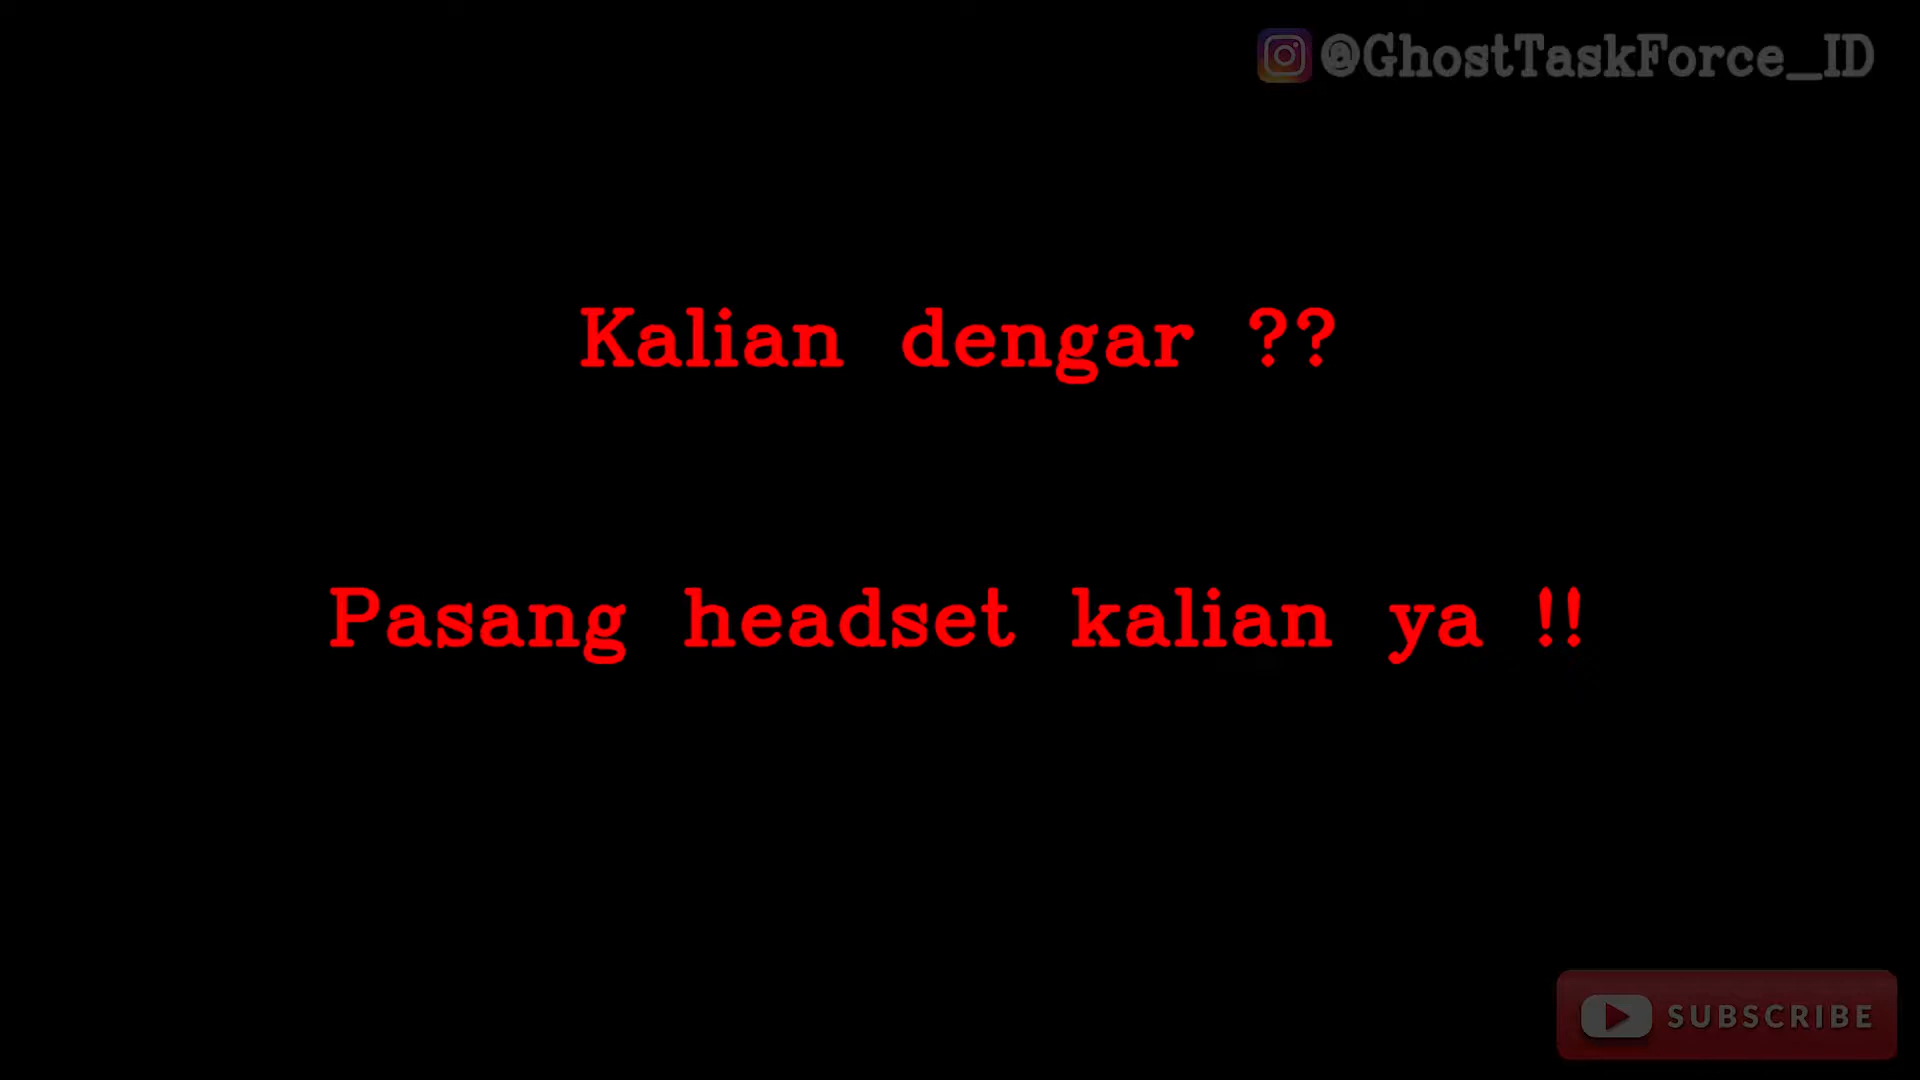 @GhostTaskForce_ID
Kalian dengar ??
Pasang headset kalian ya !!
SUBSCRIBE